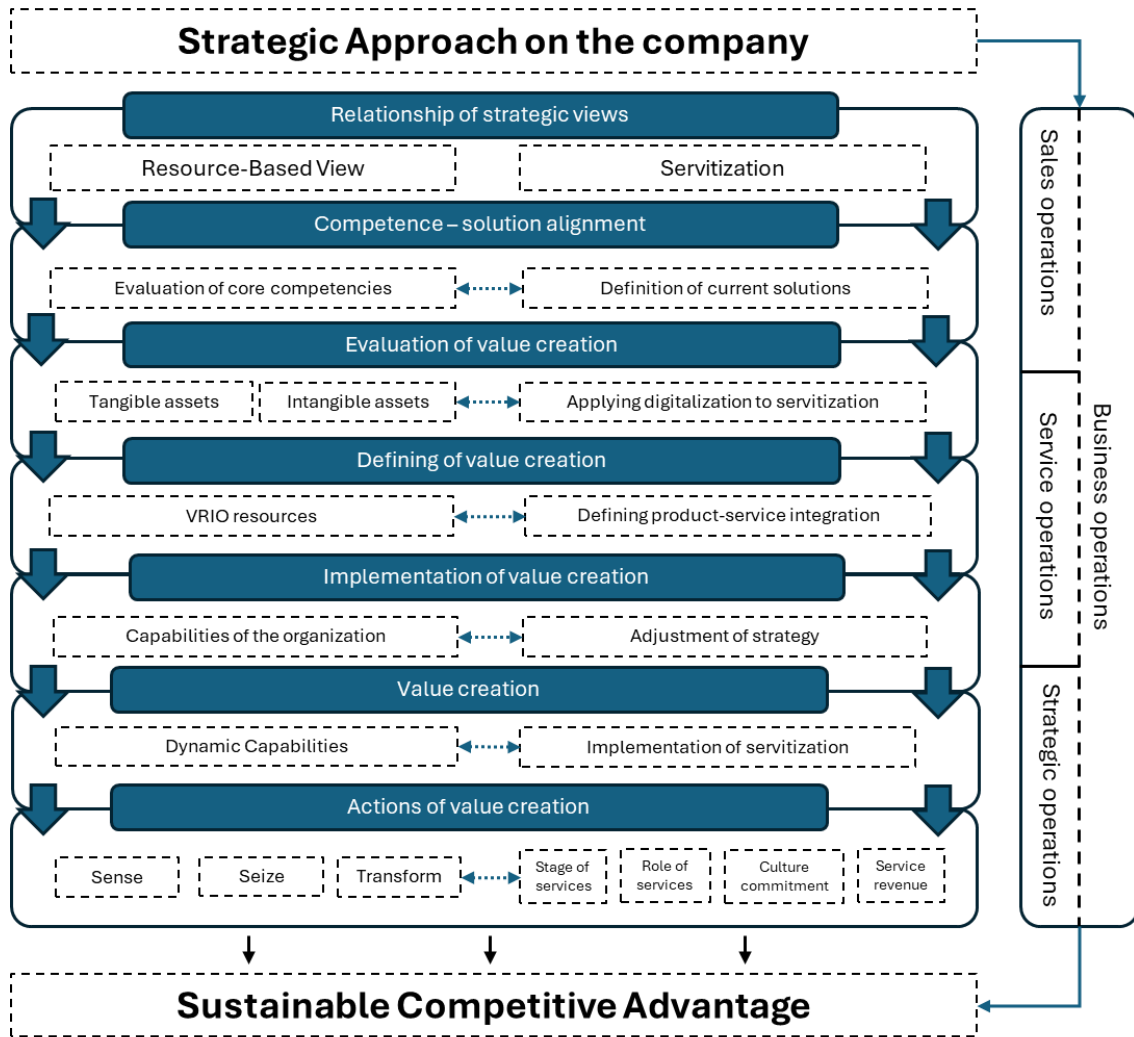 Strategic Approach on the company
Relationship of strategic views
Resource-Based View
Servitization
Competence – solution alignment
Evaluation of core competencies
Definition of current solutions
Evaluation of value creation
Tangible assets
Intangible assets
Applying digitalization to servitization
Defining of value creation
VRIO resources
Defining product-service integration
Implementation of value creation
Capabilities of the organization
Adjustment of strategy
Value creation
Dynamic Capabilities
Implementation of servitization
Actions of value creation
Sense
Seize
Transform
Stage of
services
Role of
services
Culture
commitment
Service
revenue
Sales operations
Service operations
Strategic operations
Business operations
Sustainable Competitive Advantage